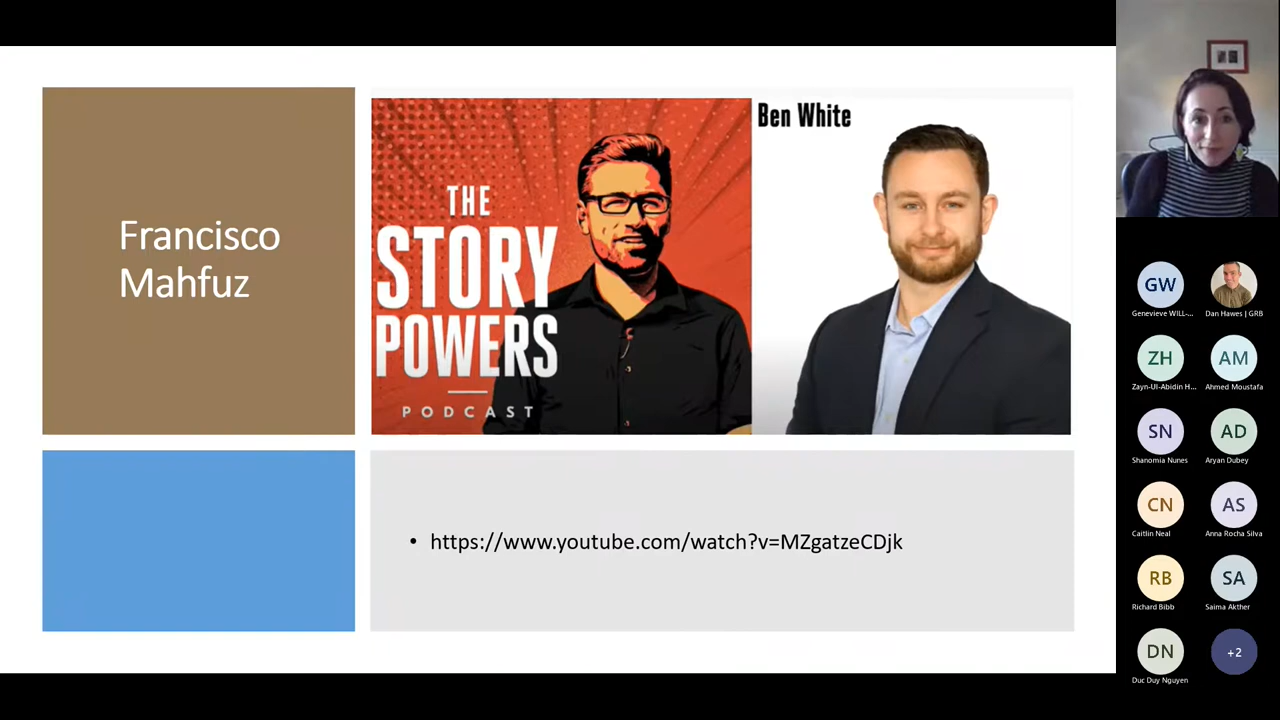 Francisco
Mahfuz
THE
STORY
POWERS
PODCAST
Ben White
• https://www.youtube.com/watch?v=MZgatzeCDjk
GW
Genevieve WILL-...
Dan Hawes | GRB
ZH
Zayn-Ul-Abidin H...
AM
Ahmed Moustafa
SN
Shanomia Nunes
AD
Aryan Dubey
CN
Caitlin Neal
AS
Anna Rocha Silva
RB
Richard Bibb
SA
Saima Akther
DN
Duc Duy Nguyen
+2